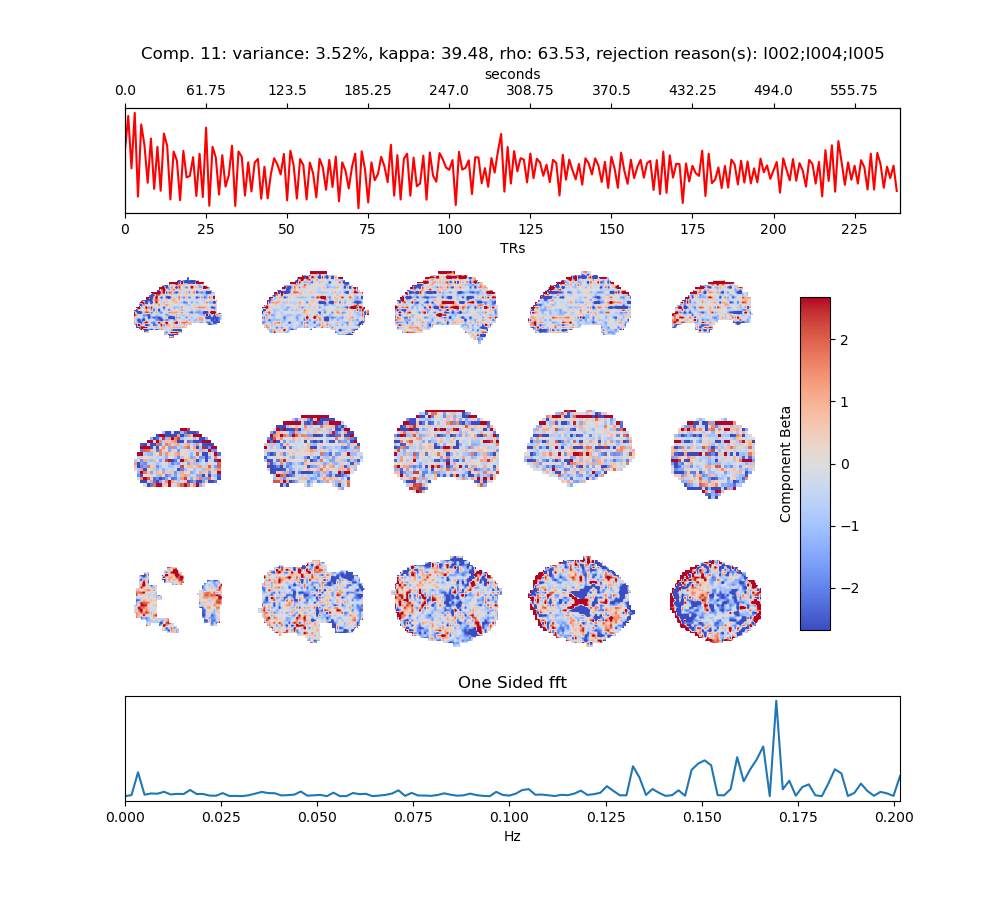 Comp. 11: variance: 3.52%, kappa: 39.48, rho: 63.53, rejection reason(s): I002;I004;I005
seconds
0.0 61.75 123.5 185.25 247.0 308.75 370.5 432.25 494.0 555.75
0 25 50 75 100 125 150 175 200 225
TRs
2
1
0
−1
−2
Component Beta
One Sided fft
0.000 0.025 0.050 0.075 0.100 0.125 0.150 0.175 0.200
Hz